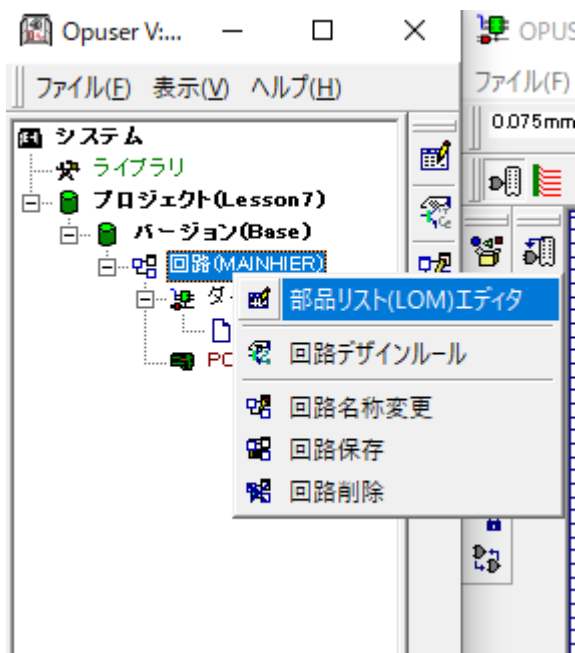 Opuser V:...
OPUS
ファイル(F) 表示(V) ヘルプ(H)
ファイル(F)
0.075mm
システム
ライブラリ
プロジェクト(Lesson7)
バージョン(Base)
回路(MAINHIER)
ダ
部品リスト(LOM)エディタ
PC
回路デザインルール
回路名称変更
回路保存
回路削除